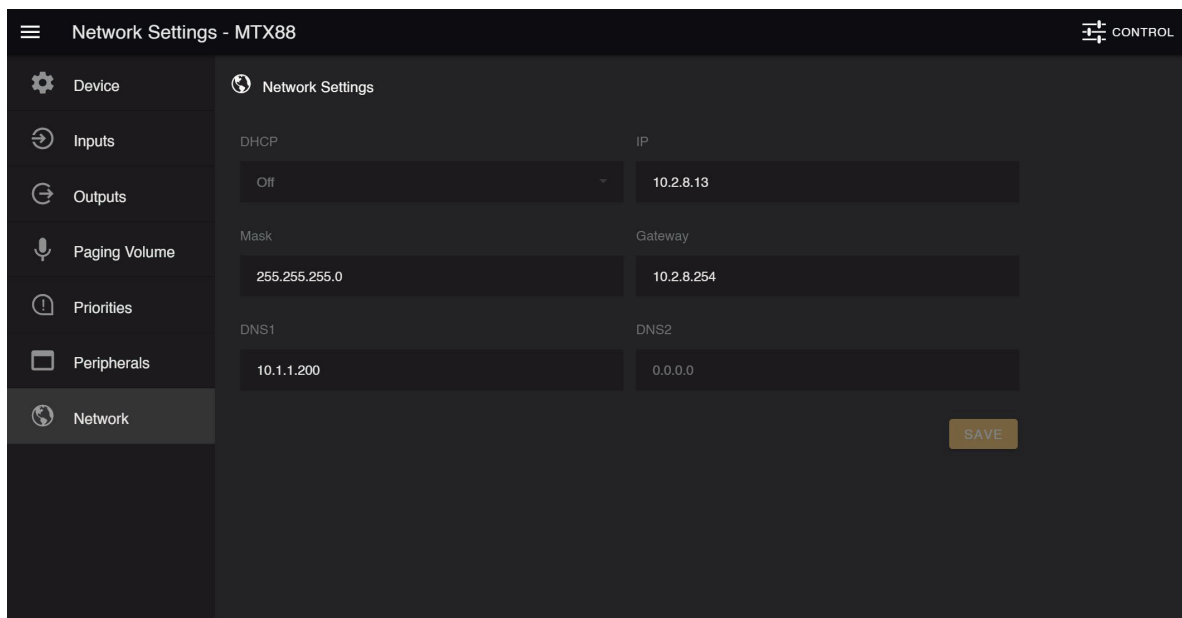 Network Settings - MTX88
CONTROL
Device
Inputs
Outputs
Paging Volume
Priorities
Peripherals
Network
Network Settings
DHCP
IP
Off
10.2.8.13
Mask
Gateway
255.255.255.0
10.2.8.254
DNS1
DNS2
10.1.1.200
0.0.0.0
SAVE